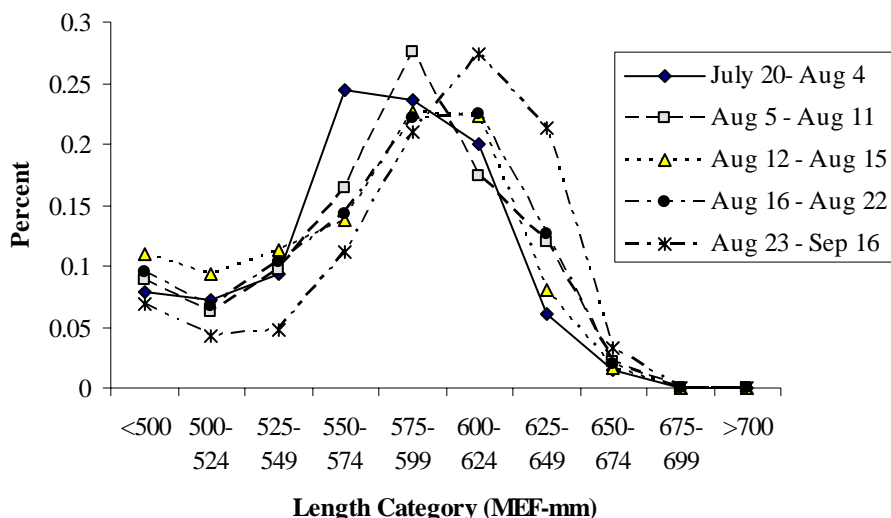 0.3
0.25
0.2
0.15
0.1
0.05
0
Percent
<500 500- 525- 550- 575- 600- 625- 650- 675- >700
524 549 574 599 624 649 674 699
Length Category (MEF-mm)
July 20- Aug 4
Aug 5 - Aug 11
Aug 12 - Aug 15
Aug 16 - Aug 22
Aug 23 - Sep 16